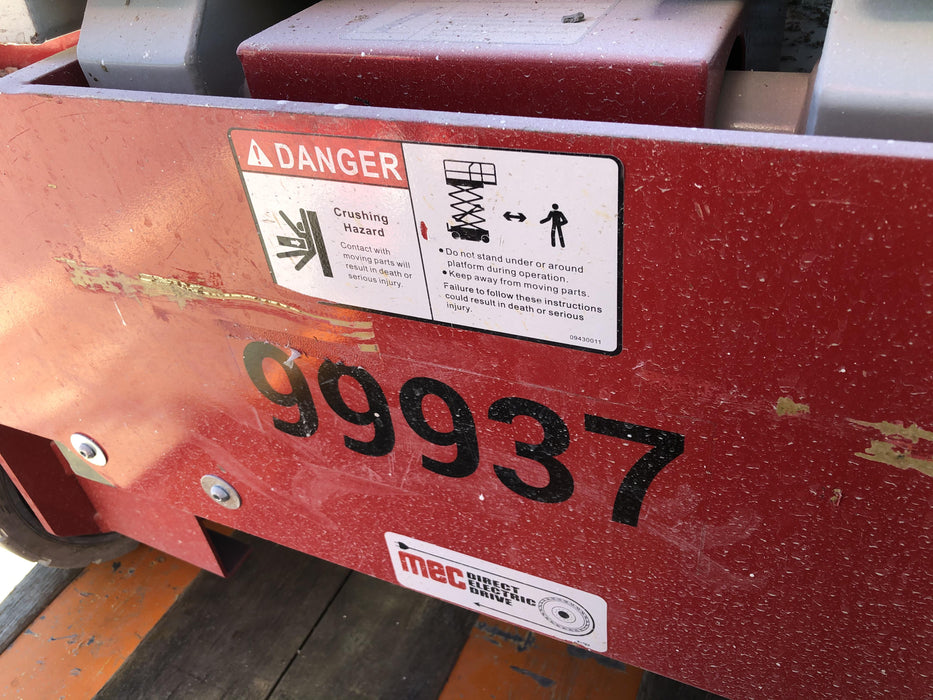 DANGER
Crushing
Hazard
Contact with
moving parts will
result in death or
serious injury.
• Do not stand under or around
platform during operation.
• Keep away from moving parts.
Failure to follow these instructions
could result in death or serious
injury.
09430011
99937
mec DIRECT
ELECTRIC
DRIVE